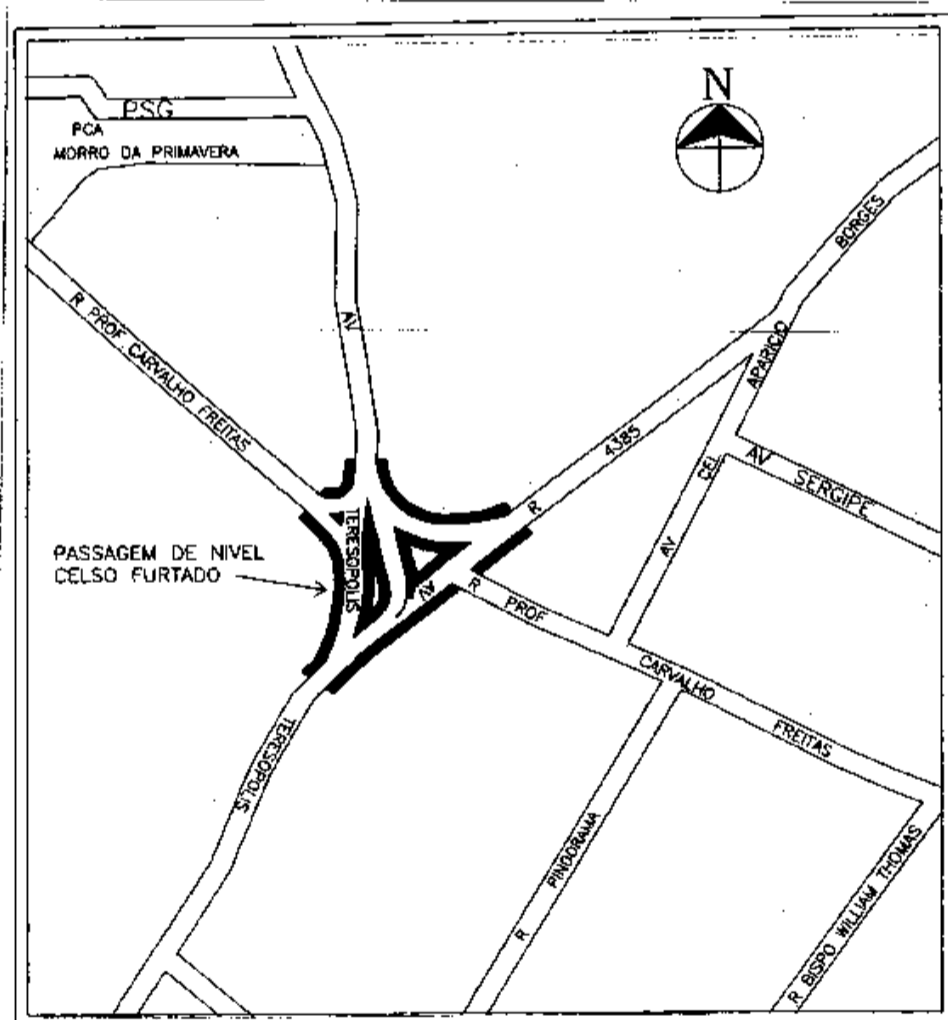 N
PSG
PCA
MORRO DA PRIMAVERA
BORGES
R PROF CARVALHO FREITAS
AV
APARICIO
4385
CEL
AV SERGIPE
R
TERESOPOLIS
PASSAGEM DE NIVEL
CELSO FURTADO
AV
AV
R
PROF
CARVALHO
FREITAS
TERESOPOLIS
PINDORAMA
R
R BISPO WILLIAM THOMAS